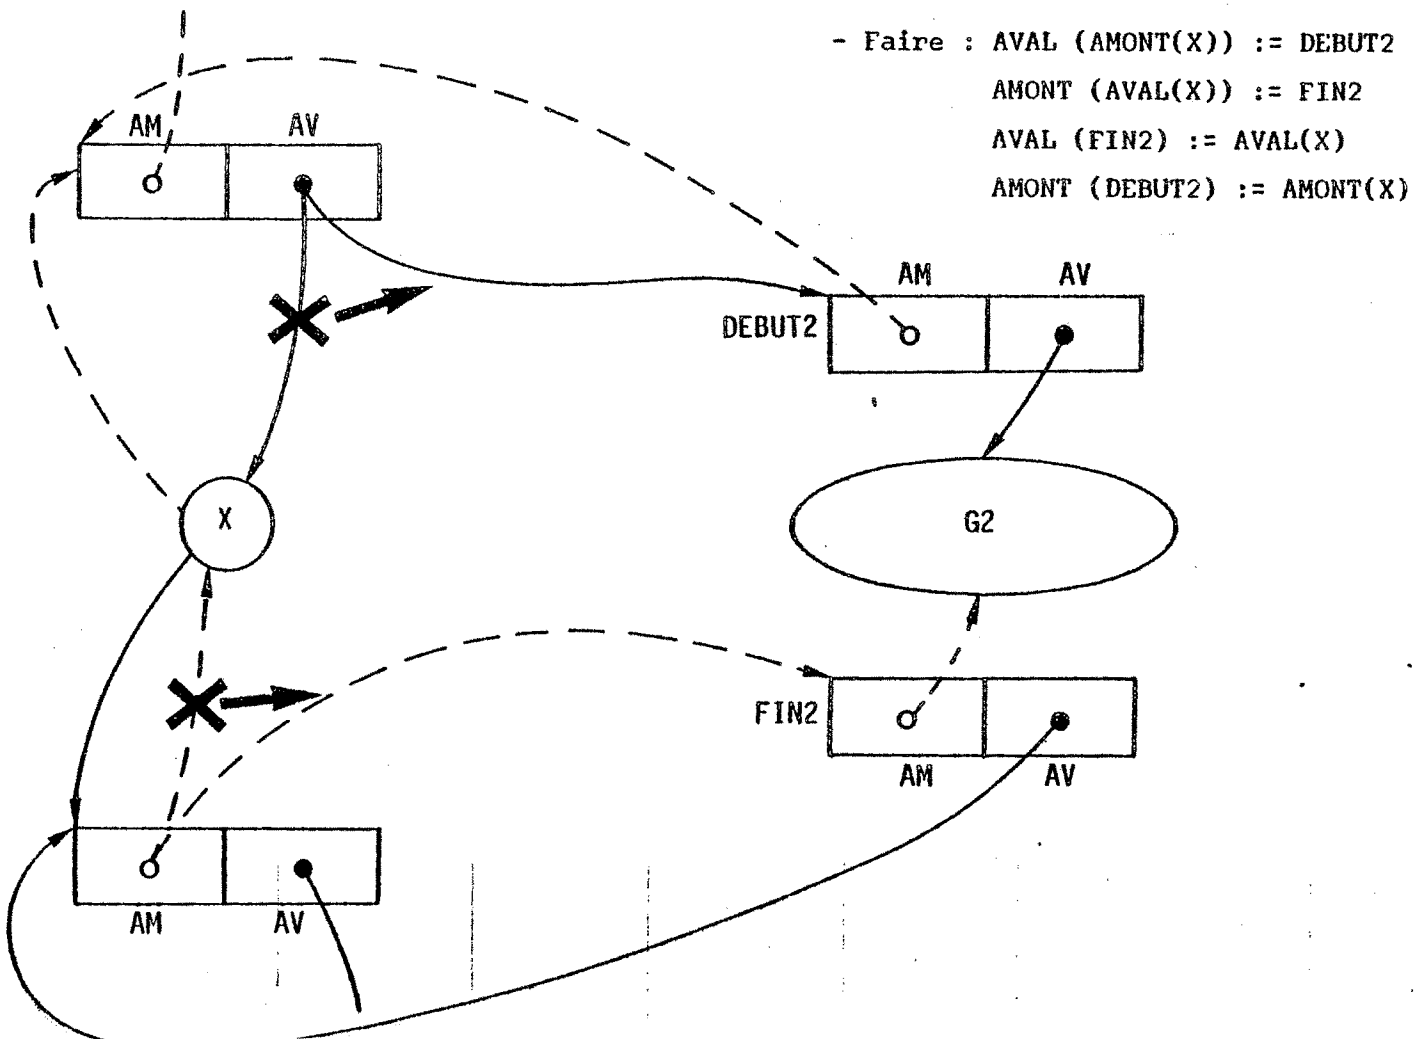 - Faire : AVAL (AMONT(X)) := DEBUT2
AMONT (AVAL(X)) := FIN2
AVAL (FIN2) := AVAL(X)
AMONT (DEBUT2) := AMONT(X)
AM AV
AM AV
DEBUT2
X
G2
FIN2
AM AV
AM AV